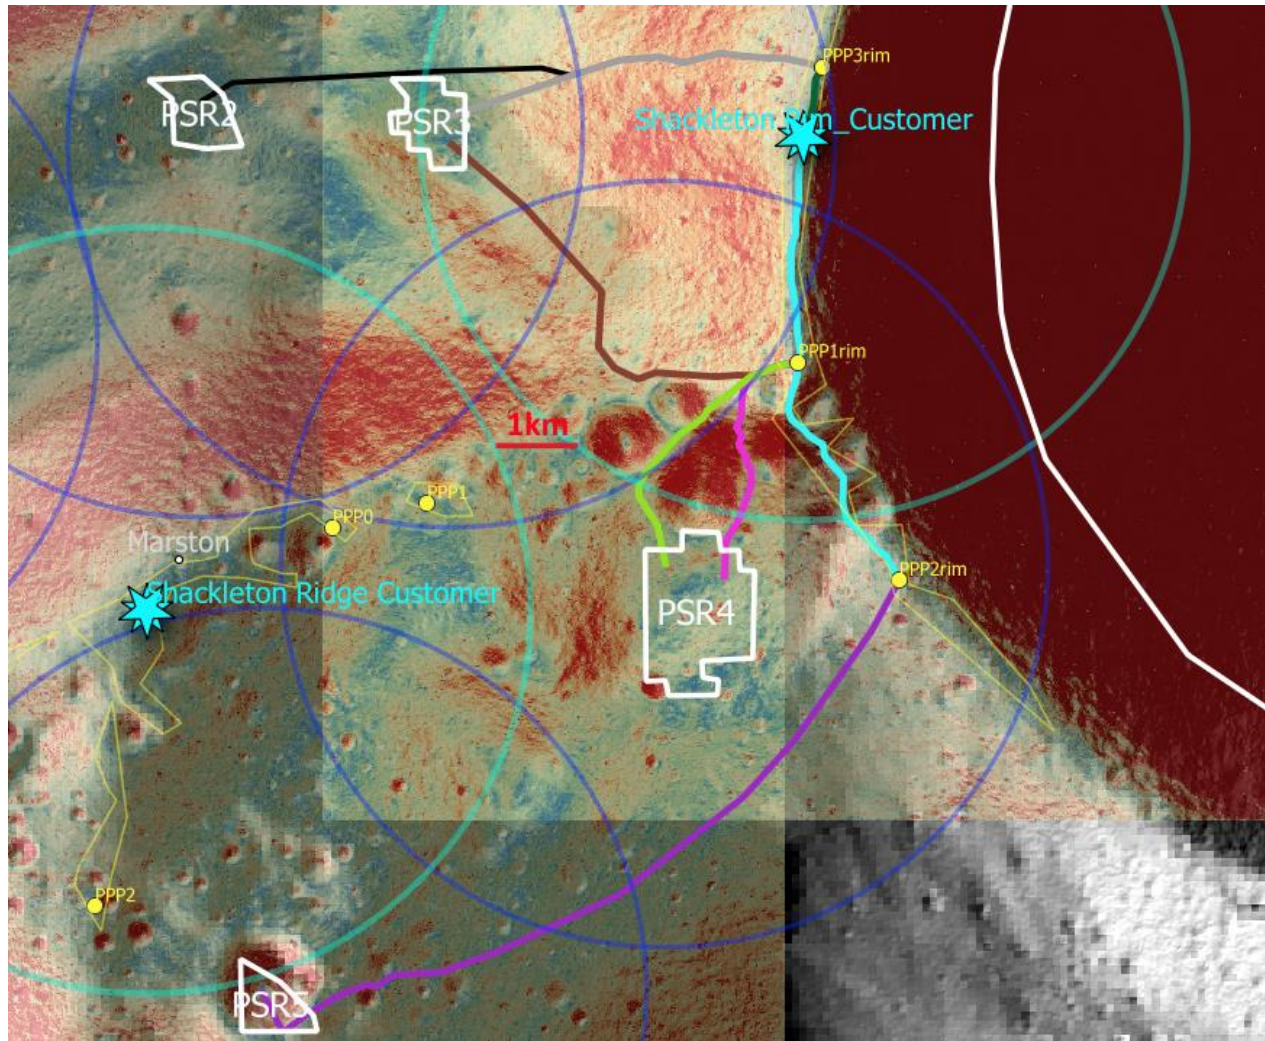 PPP3rim
PSR2
PSR3
Shackleton Rim_Customer
PPP1rim
1km
PPP1
PPP0
Marston
PPP2rim
Shackleton Ridge Customer
PSR4
PPP2
PSR5